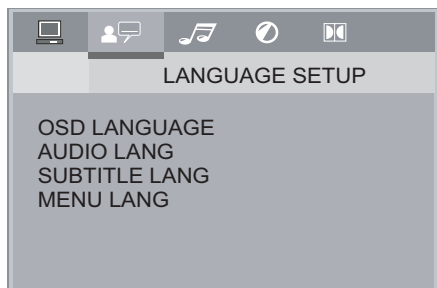 LANGUAGE SETUP
OSD LANGUAGE
AUDIO LANG
SUBTITLE LANG
MENU LANG